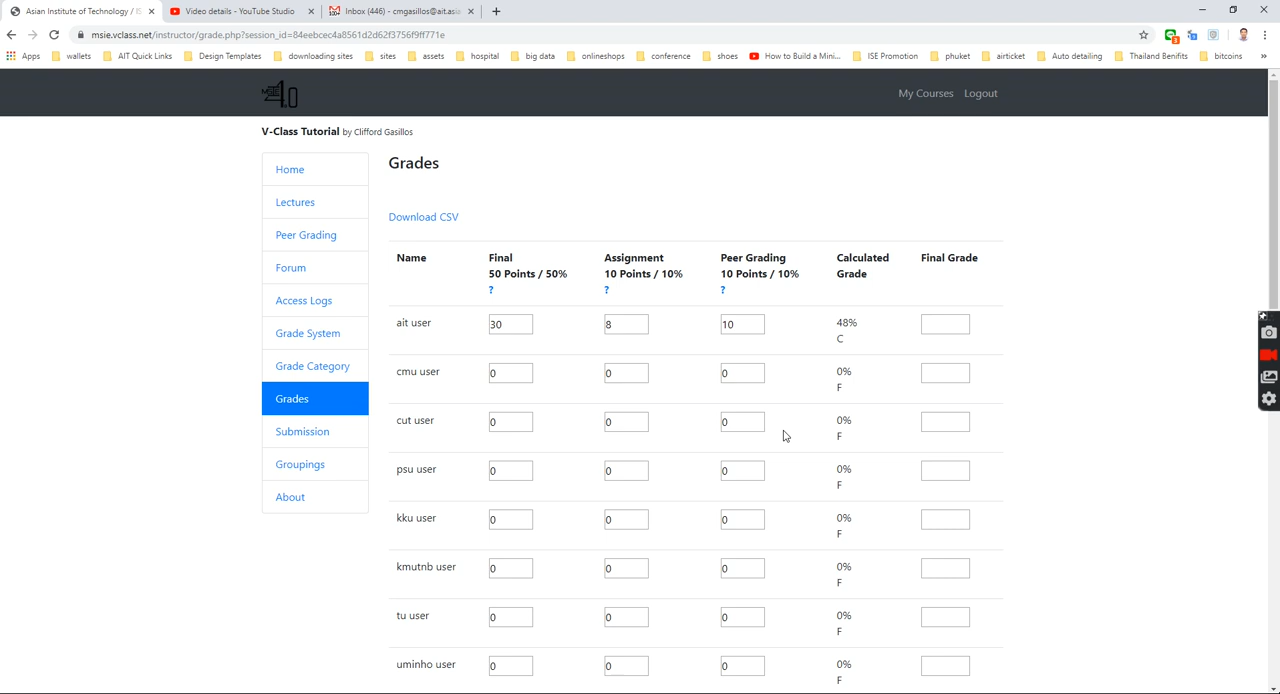 Asian Institute of Technology / IS
Video details - YouTube Studio
Inbox (446) - cmgasillos@ait.asia
msie.vclass.net/instructor/grade.php?session_id=84eebcec4a8561d2d62f3756f9ff771e
Apps wallets AIT Quick Links Design Templates downloading sites sites assets hospital big data onlineshops conference shoes How to Build a Mini... ISE Promotion phuket airticket Auto detailing Thailand Benifits bitcoins »
MSIE 4.0
My Courses Logout
V-Class Tutorial by Clifford Gasillos
Home
Lectures
Peer Grading
Forum
Access Logs
Grade System
Grade Category
Grades
Submission
Groupings
About
Grades
Download CSV
Name Final Assignment Peer Grading Calculated Final Grade
50 Points / 50% 10 Points / 10% 10 Points / 10% Grade
? ? ?
ait user 30 8 10 48%
C
cmu user 0 0 0 0%
F
cut user 0 0 0 0%
F
psu user 0 0 0 0%
F
kku user 0 0 0 0%
F
kmutnb user 0 0 0 0%
F
tu user 0 0 0 0%
F
uminho user 0 0 0 0%
F